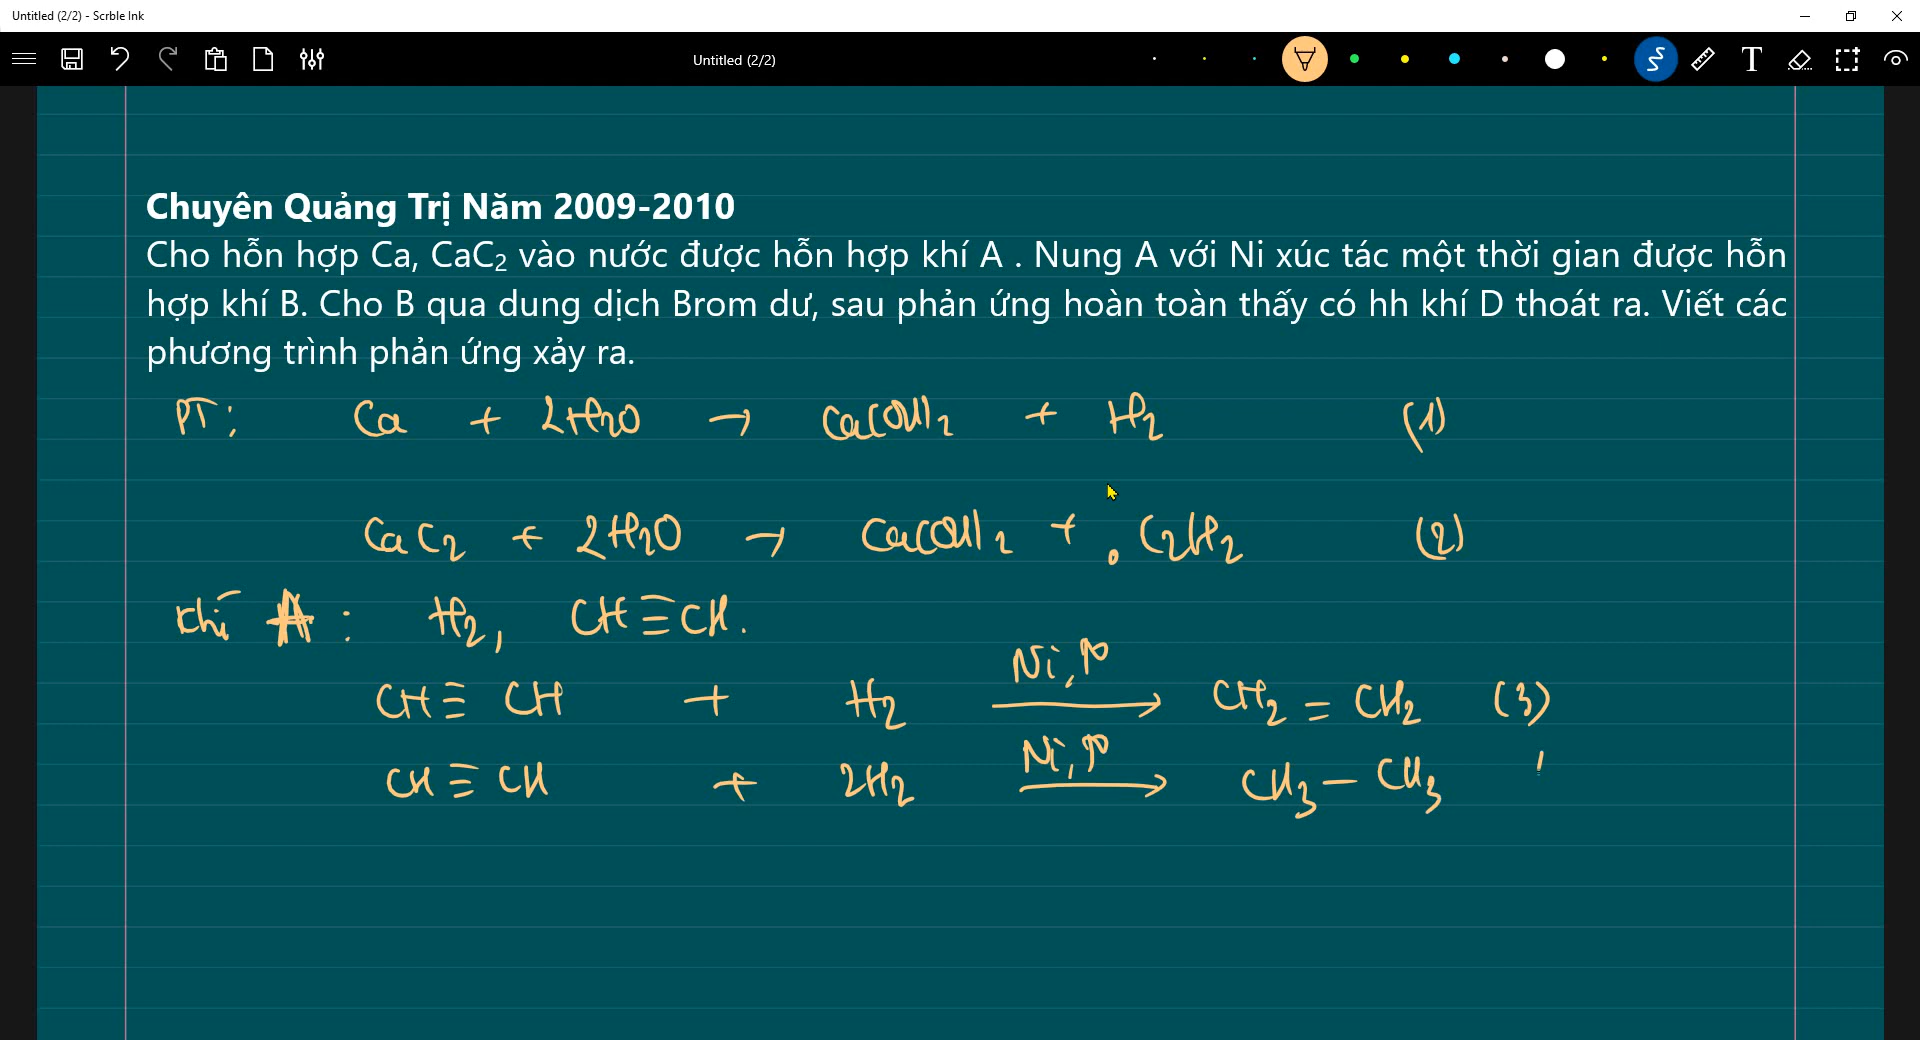 Untitled (2/2) - Scrble Ink
Untitled (2/2)
T
Chuyên Quảng Trị Năm 2009-2010
Cho hỗn hợp Ca, CaC₂ vào nước được hỗn hợp khí A . Nung A với Ni xúc tác một thời gian được hỗn
hợp khí B. Cho B qua dung dịch Brom dư, sau phản ứng hoàn toàn thấy có hh khí D thoát ra. Viết các
phương trình phản ứng xảy ra.
PT: Ca + 2H₂O → Ca(OH)₂ + H₂ (1)
CaC₂ + 2H₂O → Ca(OH)₂ + C₂H₂ (2)
Khí A : H₂, CH≡CH.
CH≡CH + H₂ Ni,t⁰ → CH₂=CH₂ (3)
CH≡CH + 2H₂ Ni,t⁰ → CH₃-CH₃